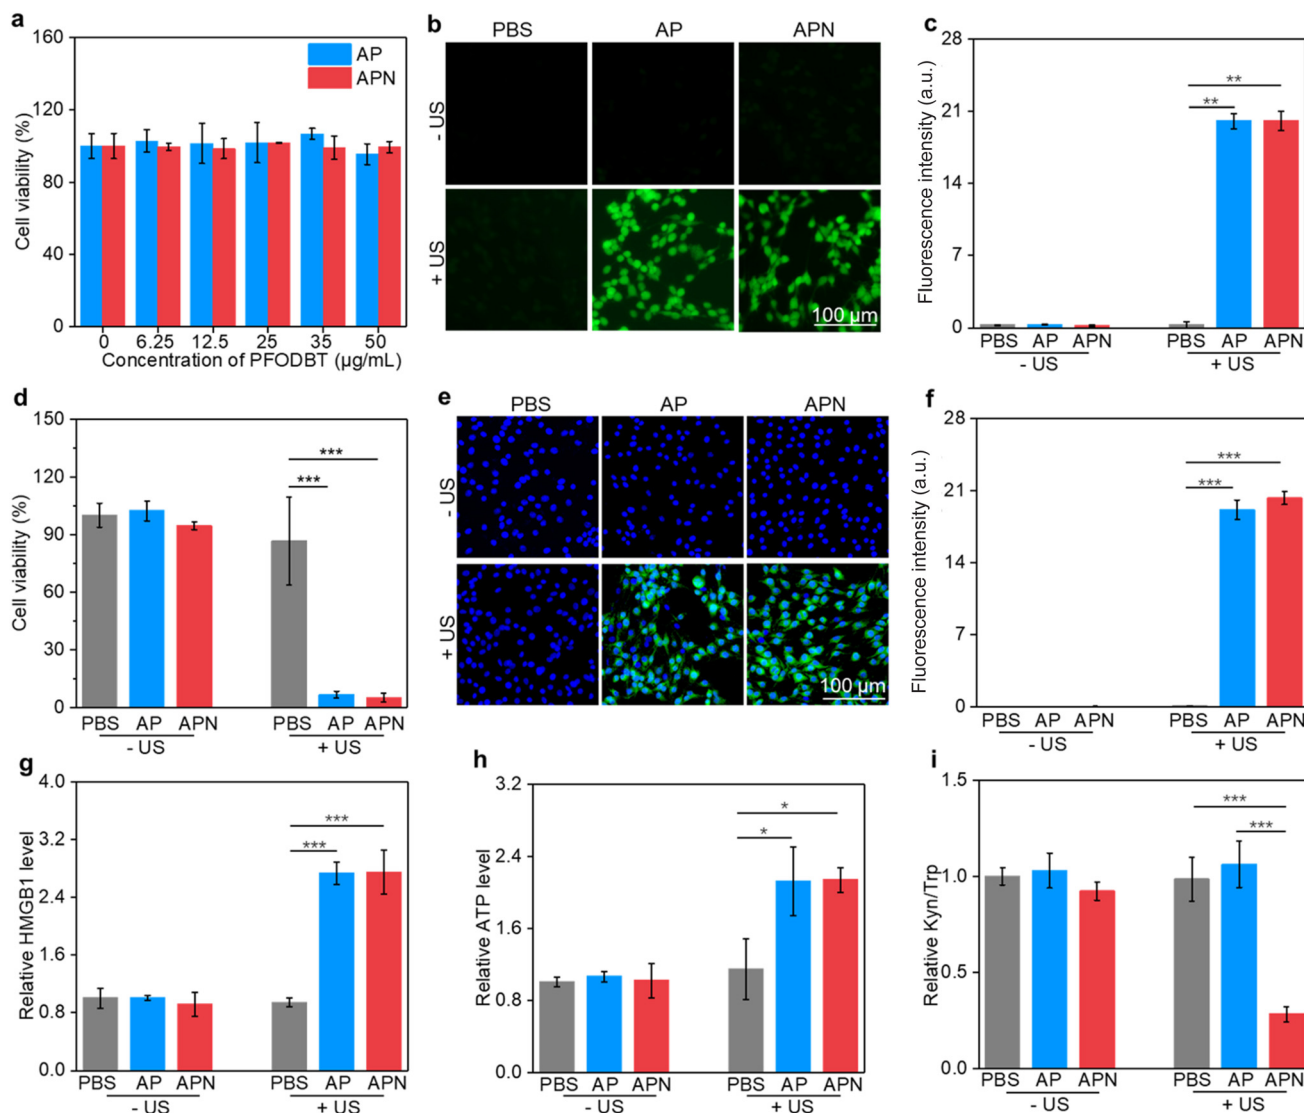 a
160
120
80
40
0
Cell viability (%)
AP
APN
0 6.25 12.5 25 35 50
Concentration of PFODBT (µg/mL)
b
PBS AP APN
- US
+ US
100 µm
c
28
21
14
7
0
Fluorescence intensity (a.u.)
**
**
PBS AP APN PBS AP APN
- US + US
d
150
120
90
60
30
0
Cell viability (%)
***
***
PBS AP APN PBS AP APN
- US + US
e
PBS AP APN
- US
+ US
100 µm
f
28
21
14
7
0
Fluorescence intensity (a.u.)
***
***
PBS AP APN PBS AP APN
- US + US
g
4.0
3.2
2.4
1.6
0.8
0.0
Relative HMGB1 level
***
***
PBS AP APN PBS AP APN
- US + US
h
3.2
2.4
1.6
0.8
0.0
Relative ATP level
*
*
PBS AP APN PBS AP APN
- US + US
i
1.5
1.0
0.5
0.0
Relative Kyn/Trp
***
***
PBS AP APN PBS AP APN
- US + US